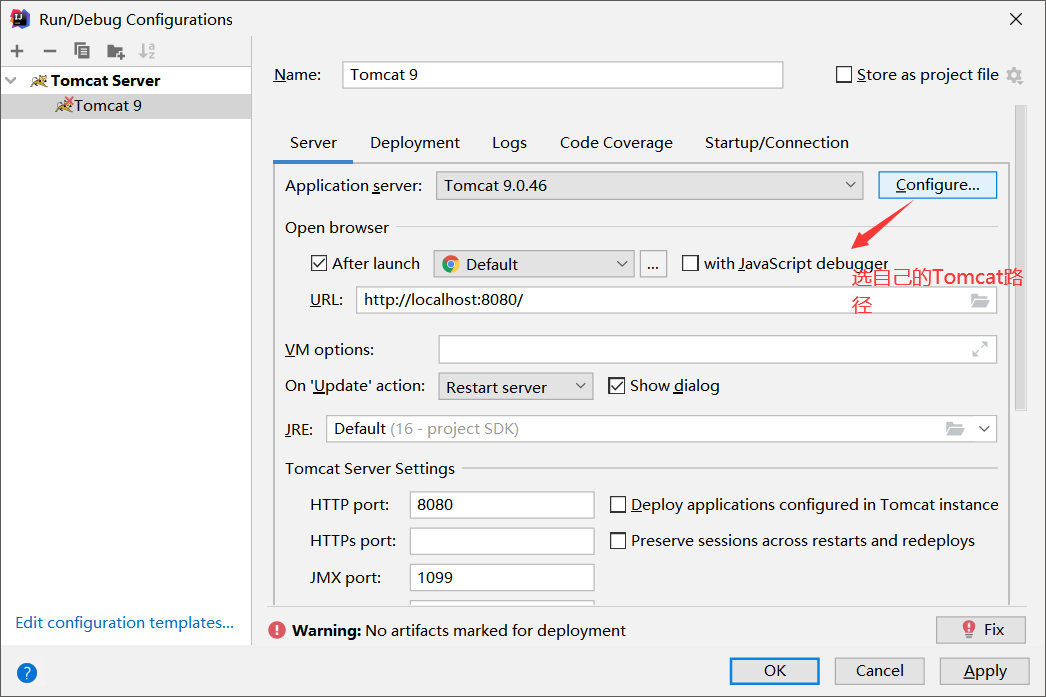 Run/Debug Configurations
Tomcat Server
Tomcat 9
Name:
Tomcat 9
Store as project file
Server
Deployment
Logs
Code Coverage
Startup/Connection
Application server:
Tomcat 9.0.46
Configure...
Open browser
After launch
Default
...
with JavaScript debugger
选自己的Tomcat路
径
URL:
http://localhost:8080/
VM options:
On 'Update' action:
Restart server
Show dialog
JRE:
Default (16 - project SDK)
Tomcat Server Settings
HTTP port:
8080
Deploy applications configured in Tomcat instance
HTTPs port:
Preserve sessions across restarts and redeploys
JMX port:
1099
Edit configuration templates...
Warning: No artifacts marked for deployment
Fix
?
OK
Cancel
Apply